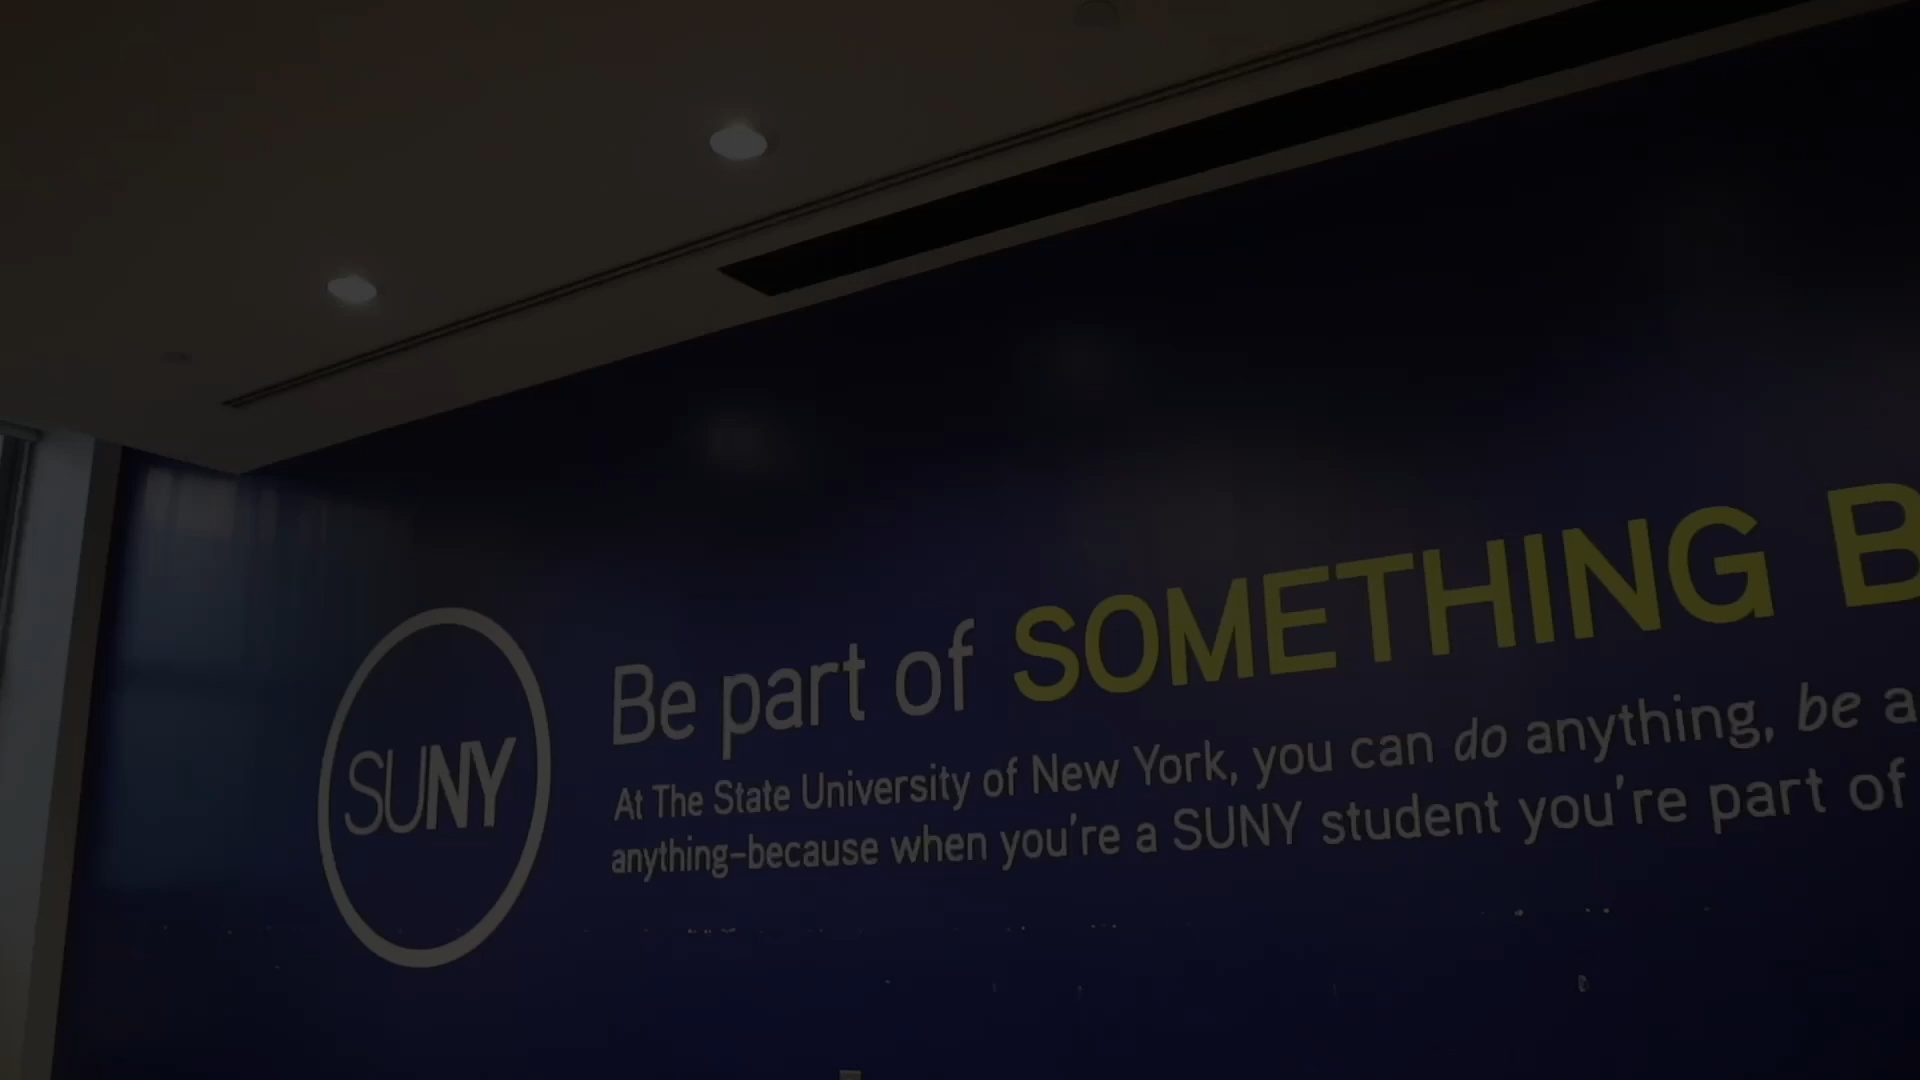 SUNY
Be part of SOMETHING B
At The State University of New York, you can do anything, be a
anything–because when you're a SUNY student you're part of